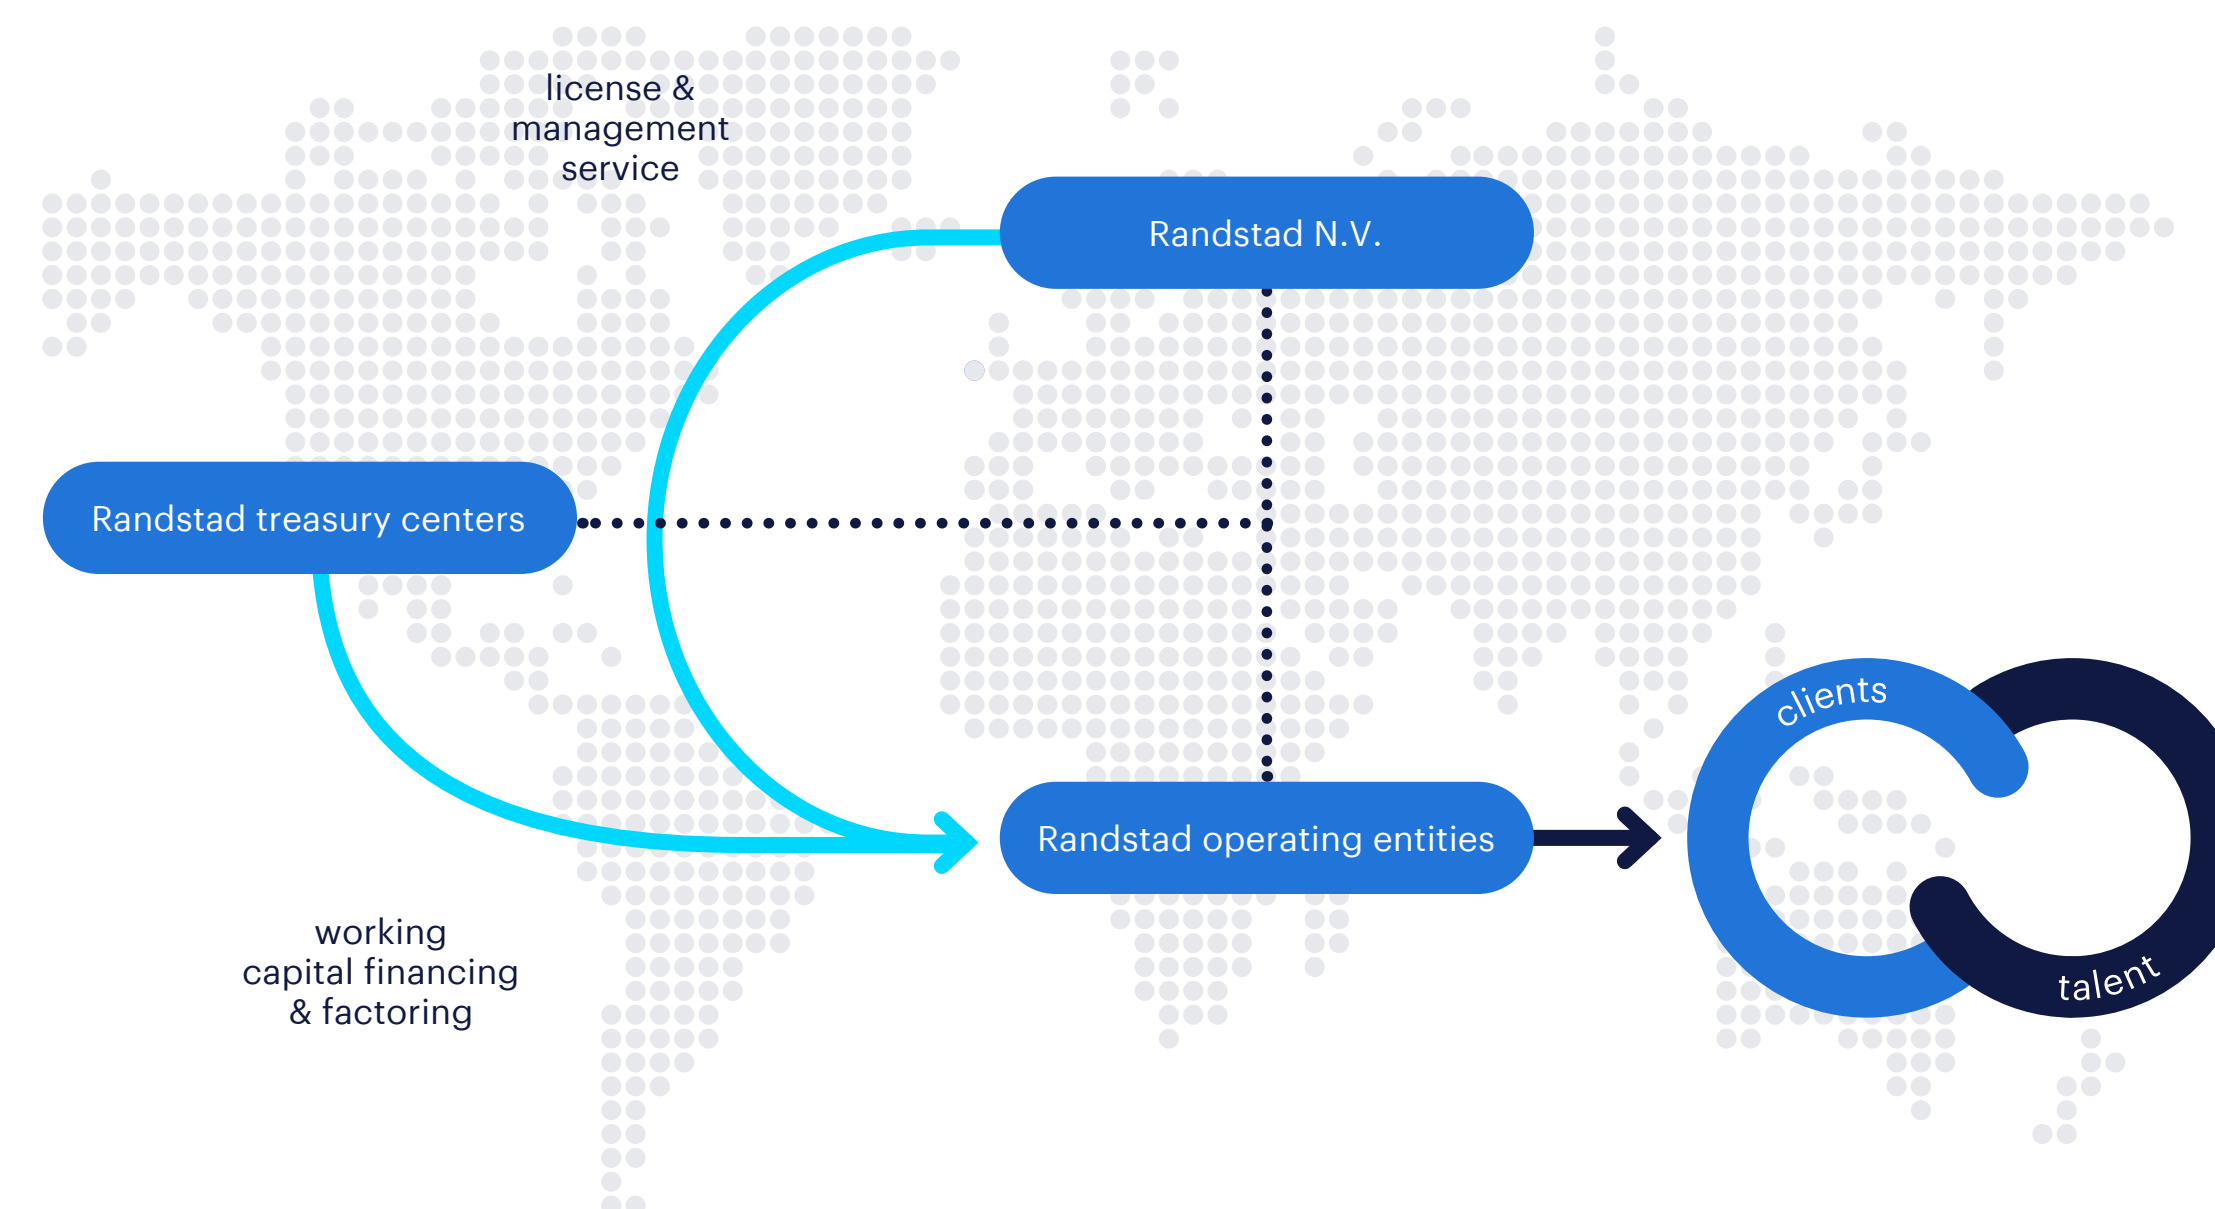 license &
management
service
Randstad N.V.
Randstad treasury centers
clients
Randstad operating entities
working
capital financing
& factoring
talent